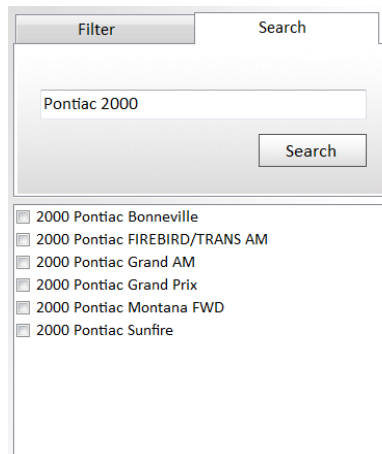 Filter Search
Pontiac 2000
Search
2000 Pontiac Bonneville
2000 Pontiac FIREBIRD/TRANS AM
2000 Pontiac Grand AM
2000 Pontiac Grand Prix
2000 Pontiac Montana FWD
2000 Pontiac Sunfire